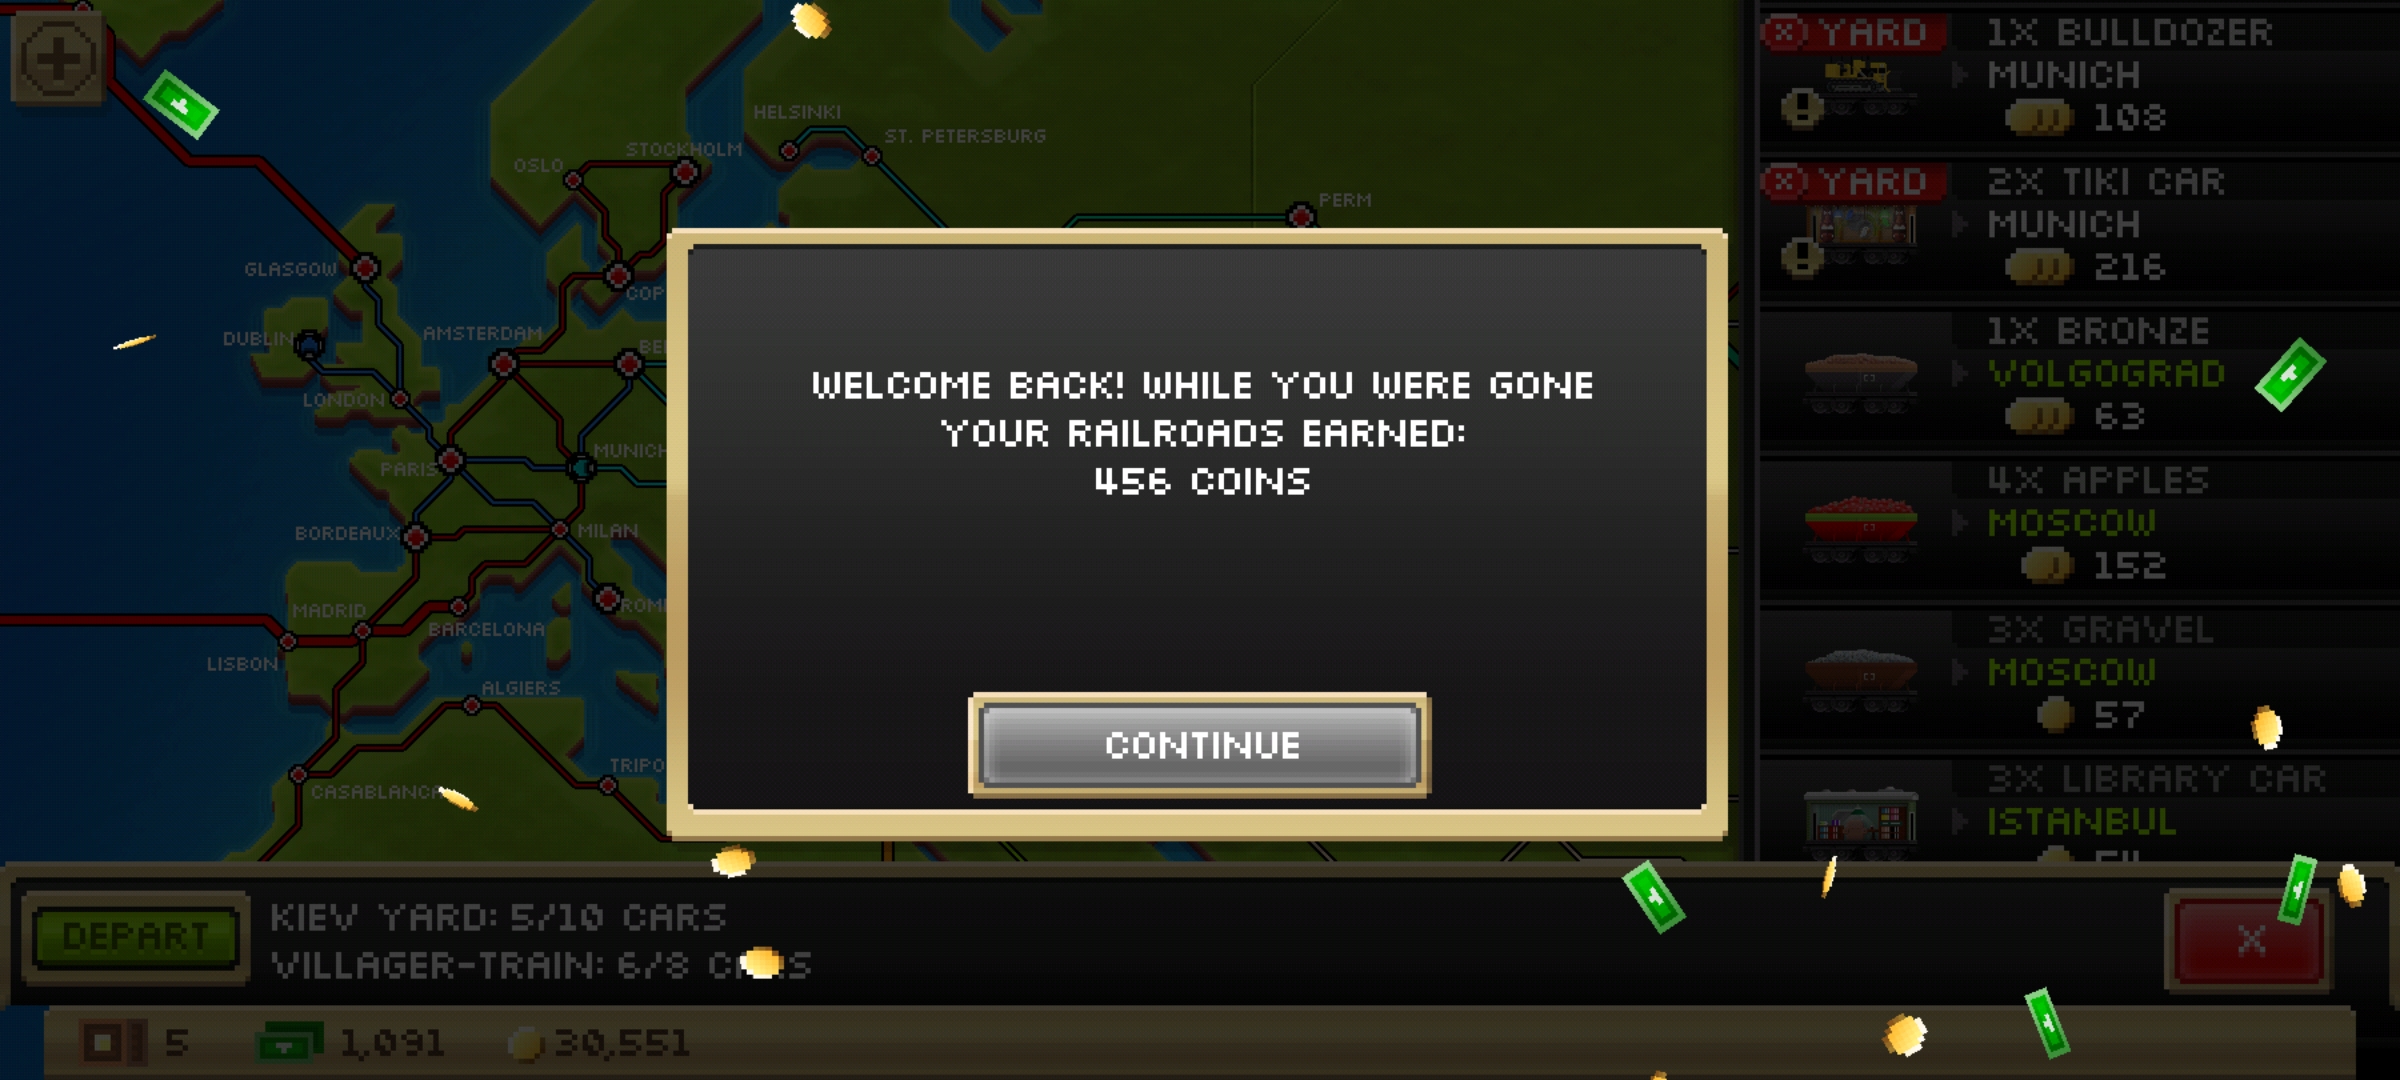 HELSINKI
ST. PETERSBURG
STOCKHOLM
OSLO
PERM
GLASGOW
DUBLIN
AMSTERDAM
LONDON
PARIS
MUNICH
BORDEAUX
MILAN
MADRID
BARCELONA
LISBON
ALGIERS
CASABLANCA
WELCOME BACK! WHILE YOU WERE GONE
YOUR RAILROADS EARNED:
456 COINS
CONTINUE
YARD
1X BULLDOZER
MUNICH
108
YARD
2X TIKI CAR
MUNICH
216
1X BRONZE
VOLGOGRAD
63
4X APPLES
MOSCOW
152
3X GRAVEL
MOSCOW
57
3X LIBRARY CAR
ISTANBUL
DEPART
KIEV YARD: 5/10 CARS
VILLAGER-TRAIN: 6/8
X
5
1,091
30,551